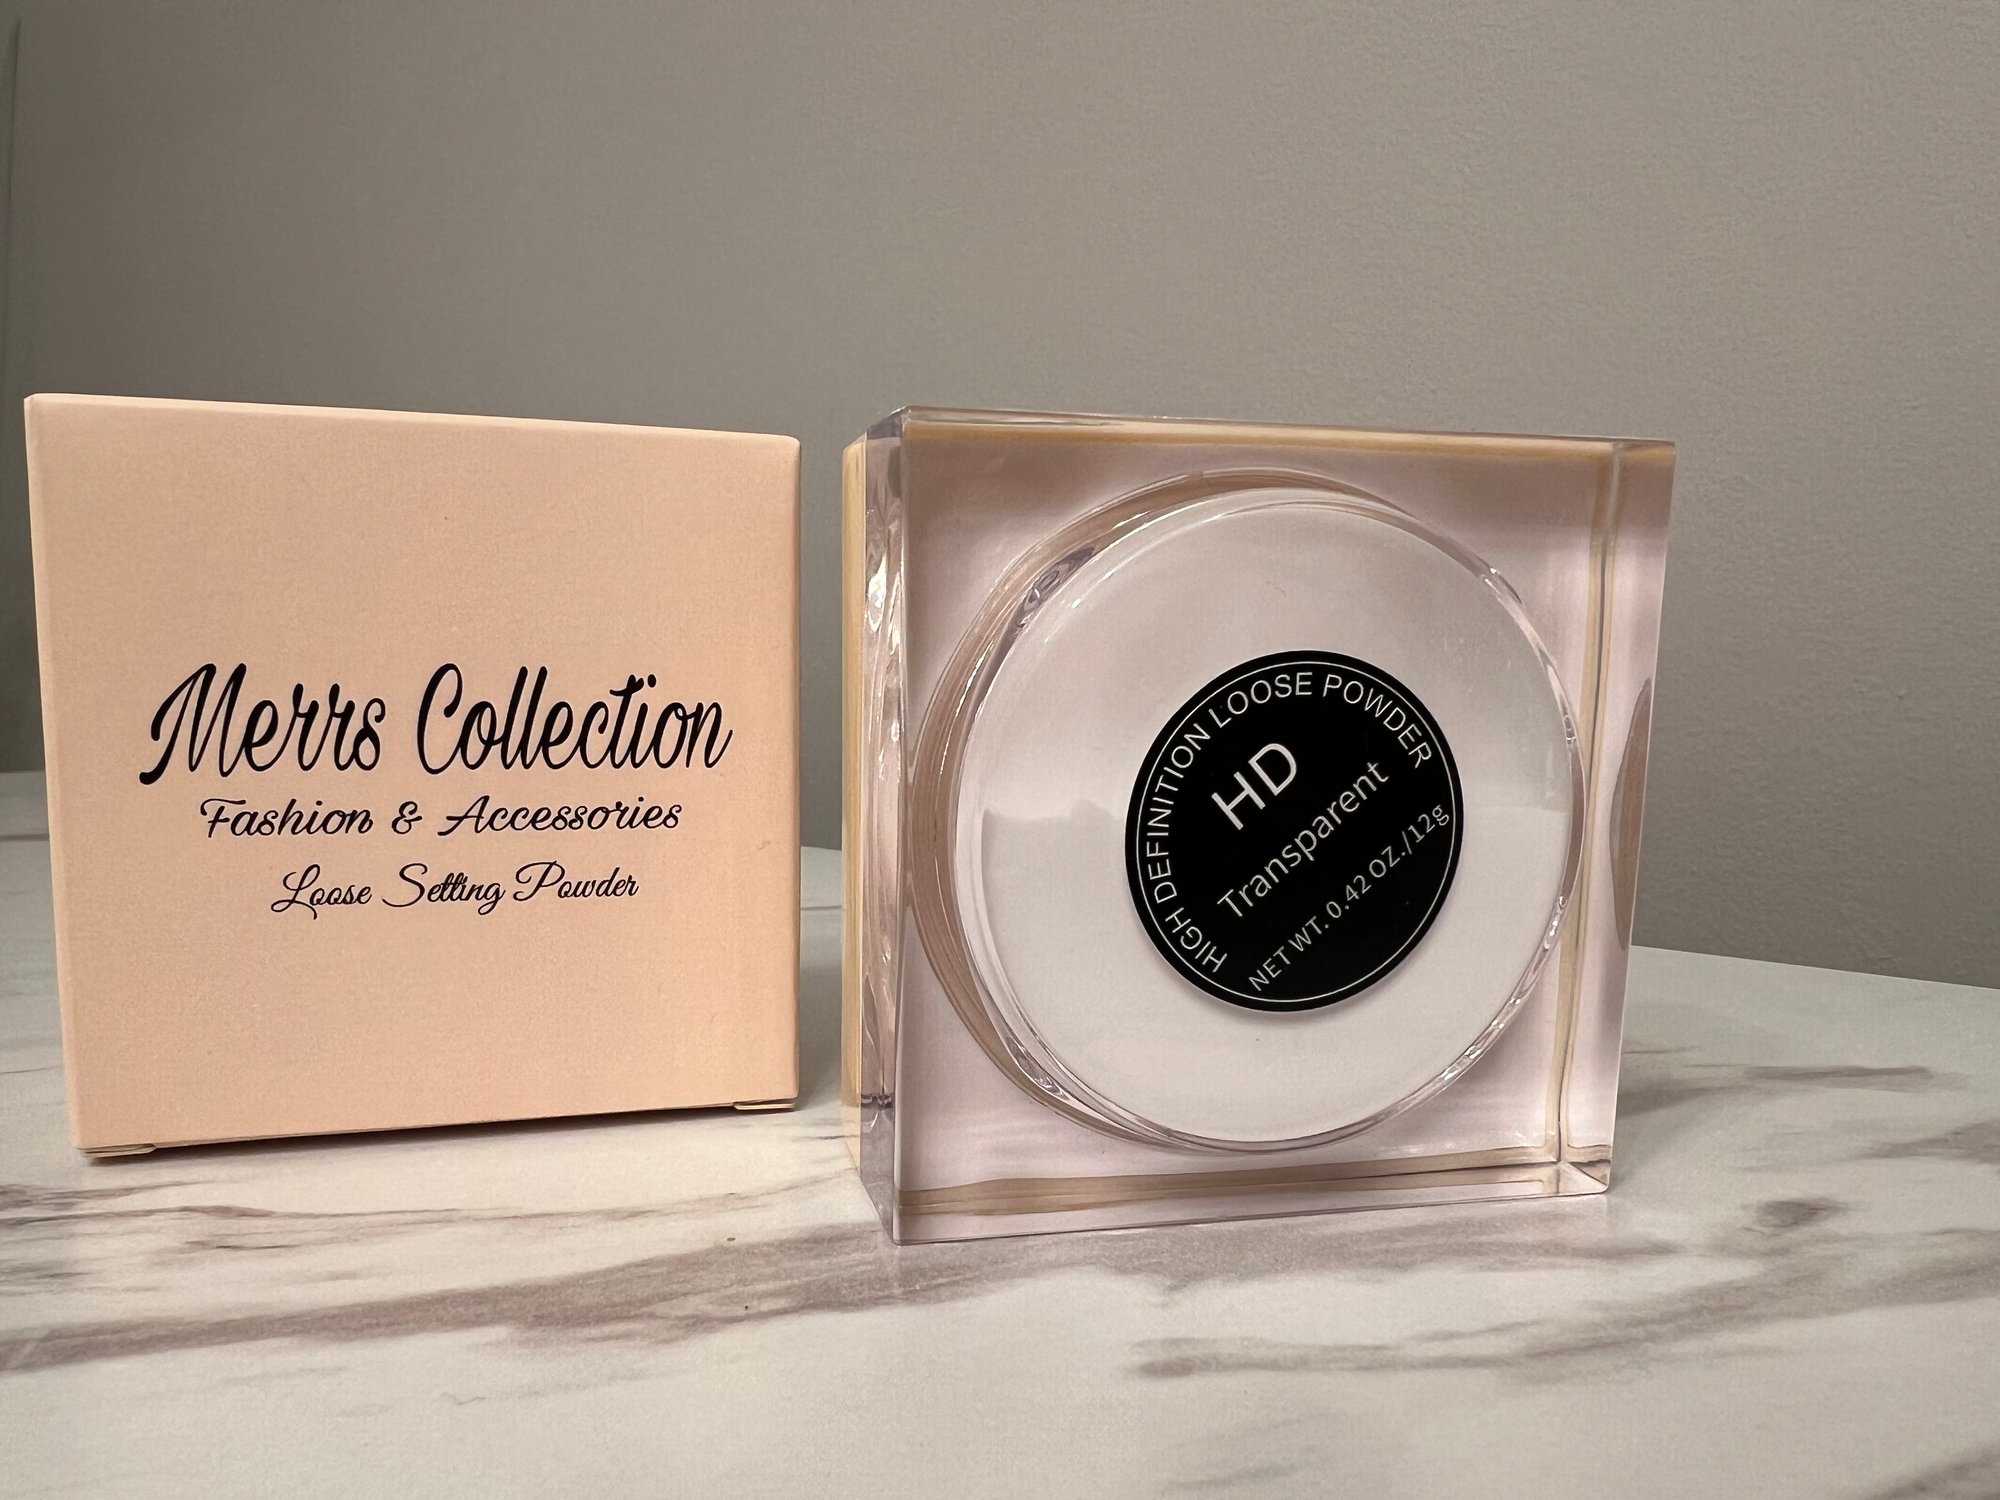 Merrs Collection
Fashion & Accessories
Loose Setting Powder
HIGH DEFINITION LOOSE POWDER
HD
Transparent
NET WT. 0.42 OZ./12g